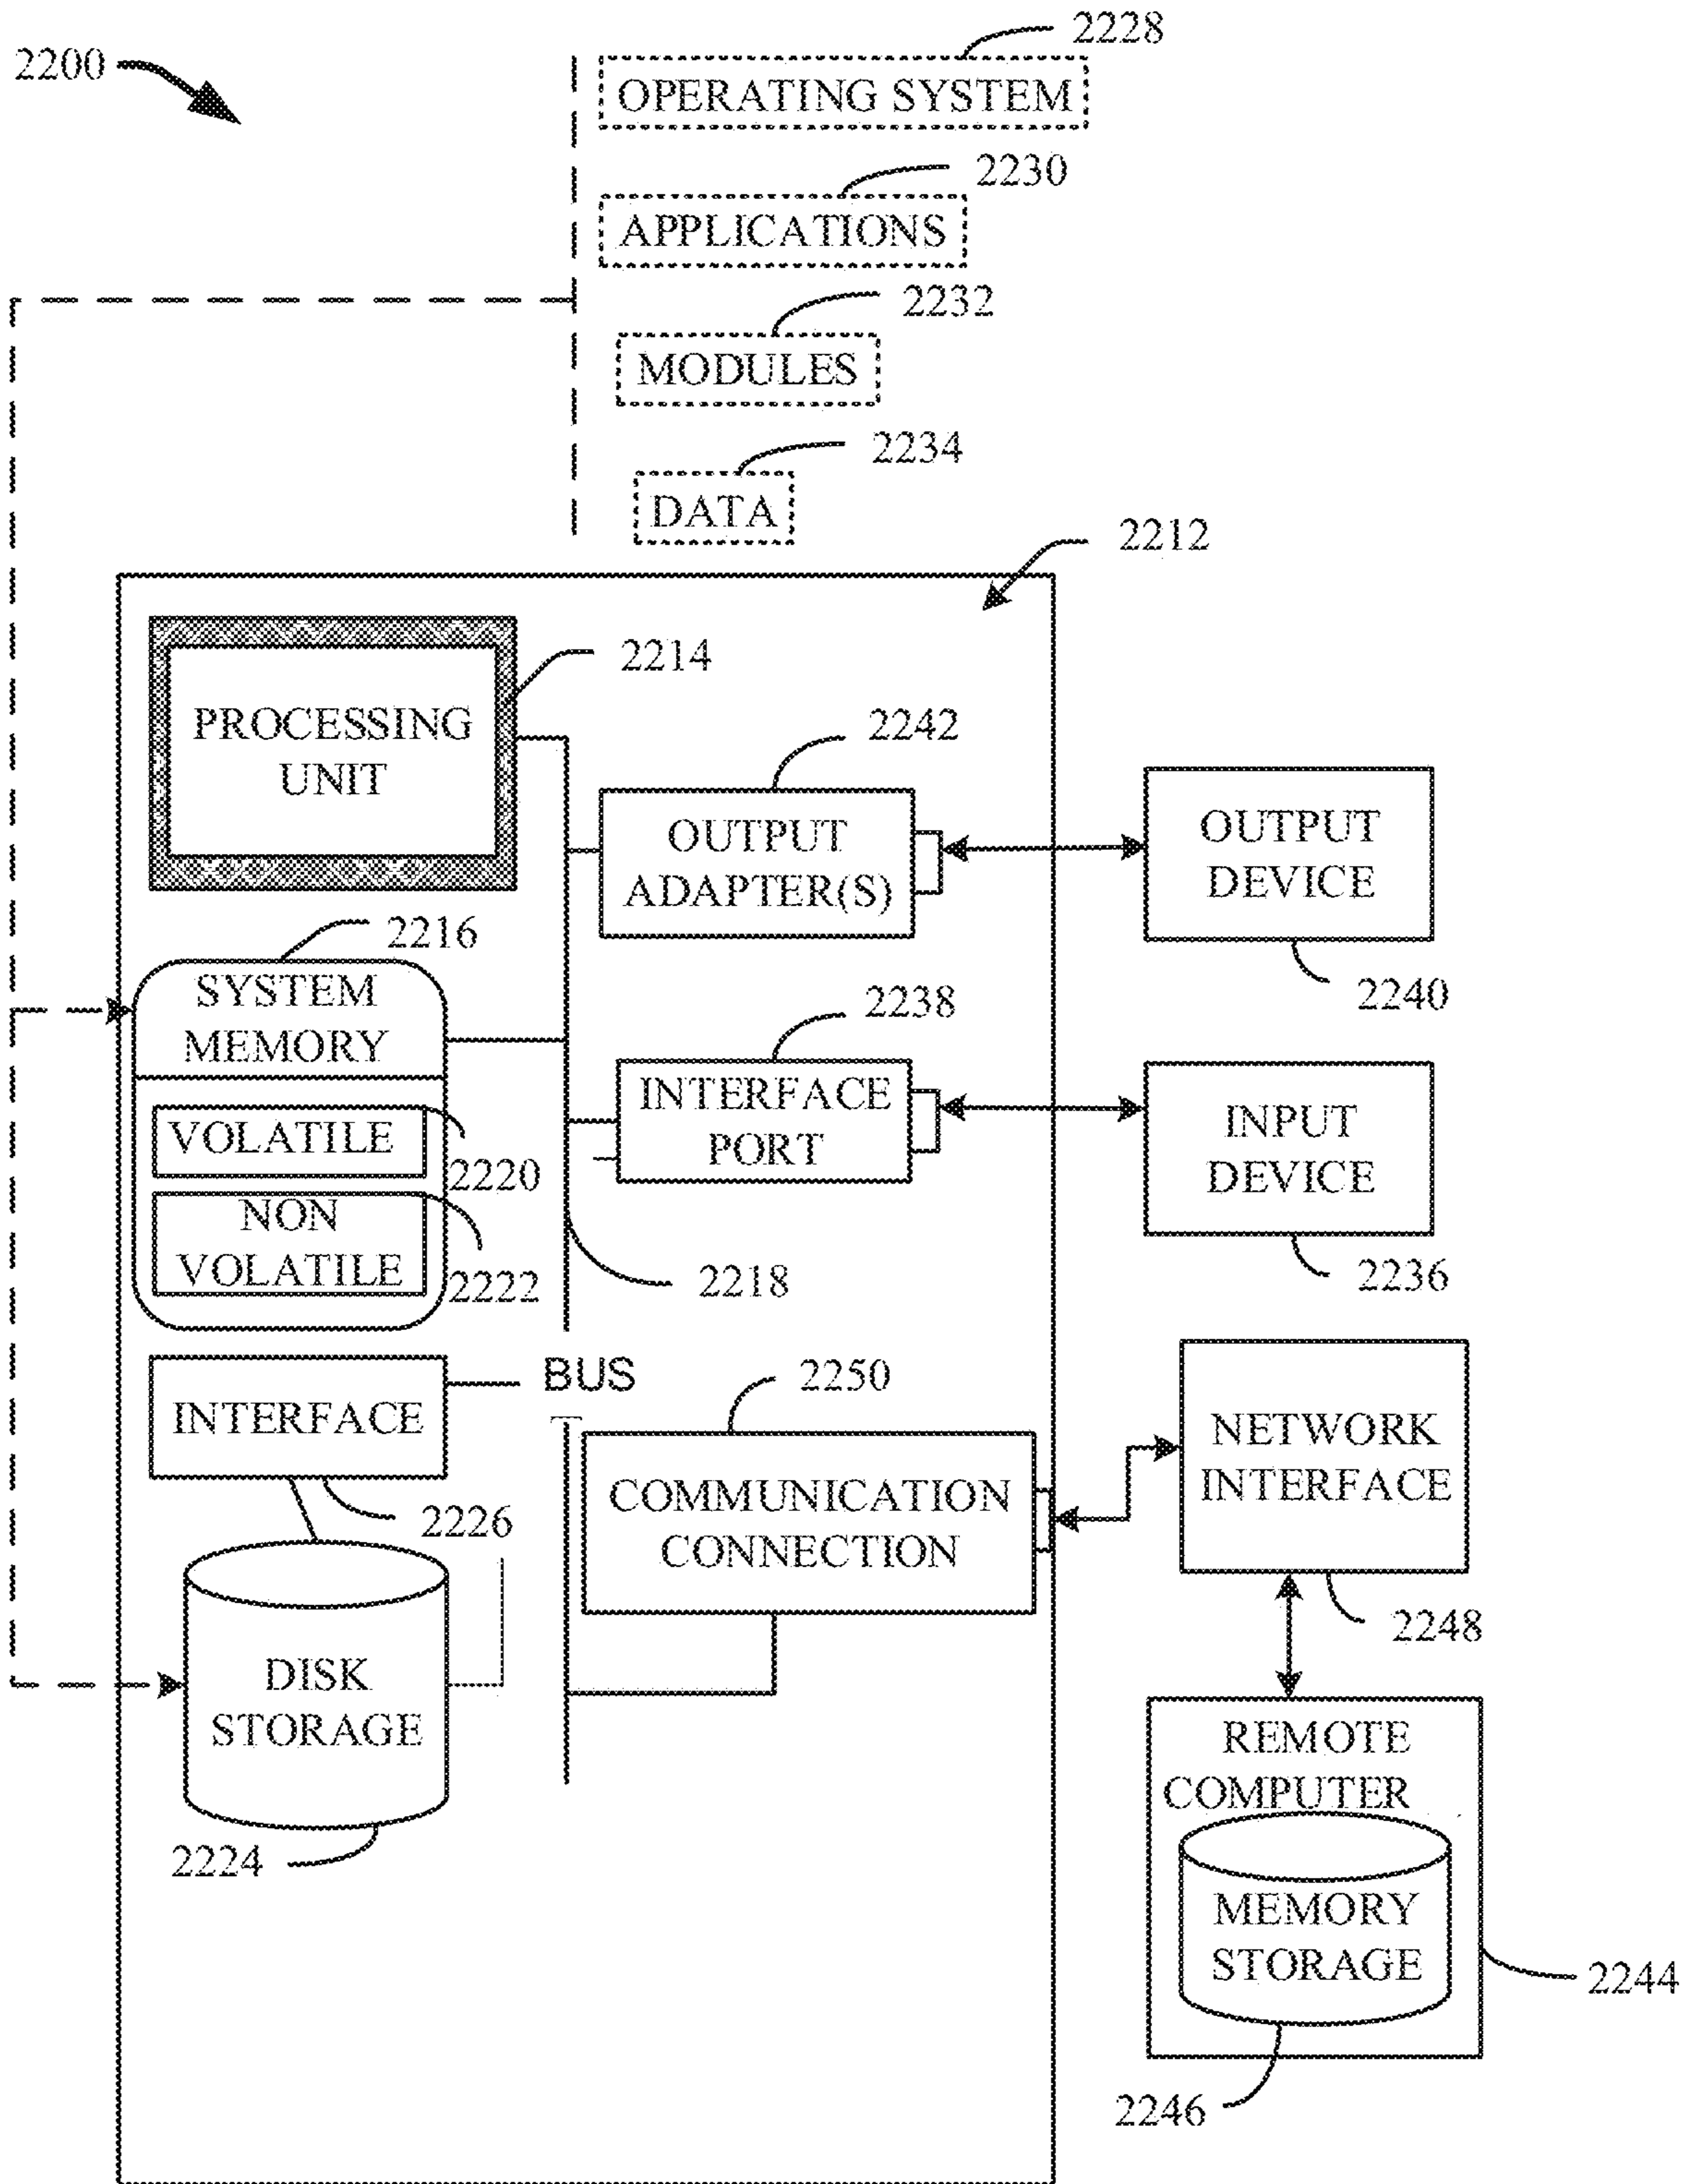 2200
2228
OPERATING SYSTEM
2230
APPLICATIONS
2232
MODULES
2234
DATA
2212
2214
PROCESSING
UNIT
2242
OUTPUT
ADAPTER(S)
OUTPUT
DEVICE
2240
2216
SYSTEM
MEMORY
VOLATILE
2220
NON
VOLATILE
2222
2238
INTERFACE
PORT
INPUT
DEVICE
2236
2218
BUS
INTERFACE
2226
2250
COMMUNICATION
CONNECTION
NETWORK
INTERFACE
2248
DISK
STORAGE
2224
REMOTE
COMPUTER
MEMORY
STORAGE
2244
2246